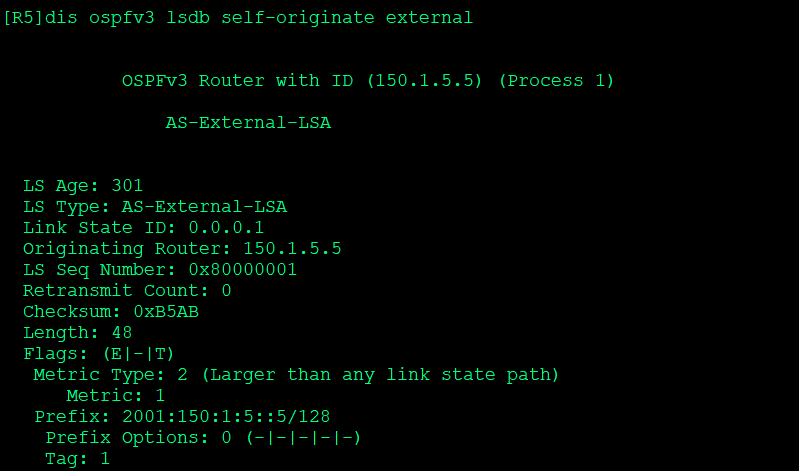 [R5]dis ospfv3 lsdb self-originate external
OSPFv3 Router with ID (150.1.5.5) (Process 1)
AS-External-LSA
LS Age: 301
LS Type: AS-External-LSA
Link State ID: 0.0.0.1
Originating Router: 150.1.5.5
LS Seq Number: 0x80000001
Retransmit Count: 0
Checksum: 0xB5AB
Length: 48
Flags: (E|-|T)
Metric Type: 2 (Larger than any link state path)
Metric: 1
Prefix: 2001:150:1:5::5/128
Prefix Options: 0 (-|-|-|-|-)
Tag: 1